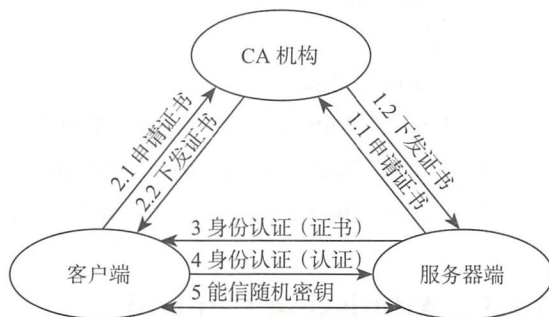 CA 机构
2.1 申请证书
2.2 下发证书
1.2 下发证书
1.1 申请证书
3 身份认证（证书）
4 身份认证（认证）
5 能信随机密钥
客户端
服务器端